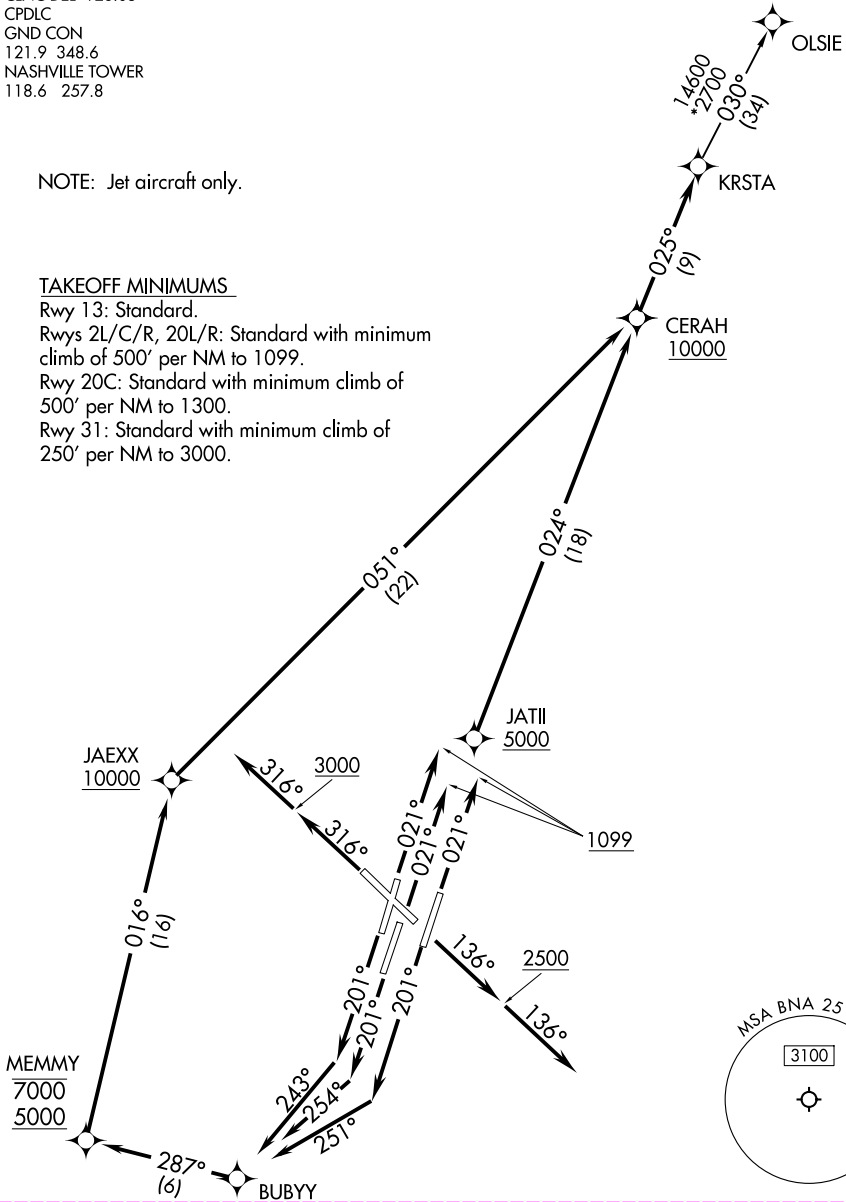 CPDLC
GND CON
121.9 348.6
NASHVILLE TOWER
118.6 257.8
OLSIE
14600
*2700
030°
(34)
NOTE: Jet aircraft only.
KRSTA
025°
(9)
TAKEOFF MINIMUMS
Rwy 13: Standard.
Rwys 2L/C/R, 20L/R: Standard with minimum
climb of 500' per NM to 1099.
Rwy 20C: Standard with minimum climb of
500' per NM to 1300.
Rwy 31: Standard with minimum climb of
250' per NM to 3000.
CERAH
10000
051°
(22)
024°
(18)
JATII
5000
JAEXX
10000
3000
316°
316°
021°
021°
021°
1099
016°
(16)
136°
2500
136°
201°
201°
201°
MEMMY
7000
5000
243°
254°
251°
287°
(6)
BUBYY
MSA BNA 25
3100